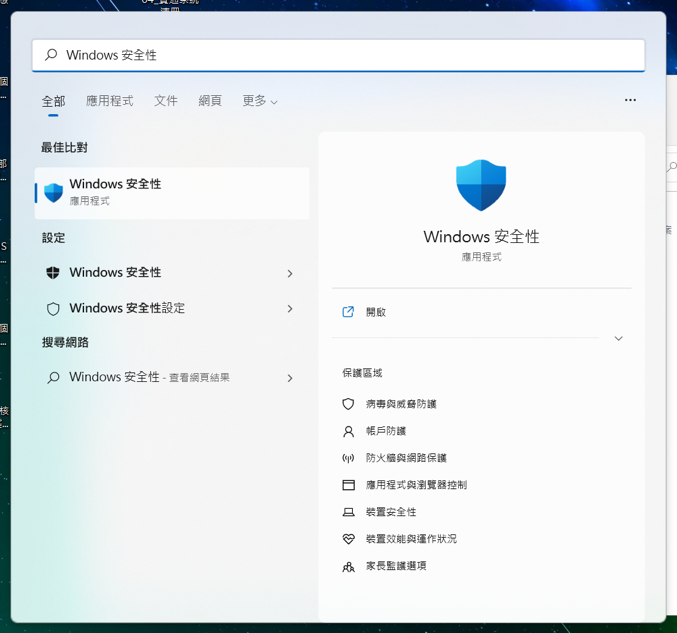 Windows 安全性
全部 應用程式 文件 網頁 更多
最佳比對
Windows 安全性
應用程式
設定
Windows 安全性
Windows 安全性設定
搜尋網路
Windows 安全性 - 查看網頁結果
Windows 安全性
應用程式
開啟
保護區域
病毒與威脅防護
帳戶防護
防火牆與網路保護
應用程式與瀏覽器控制
裝置安全性
裝置效能與運作狀況
家長監護選項